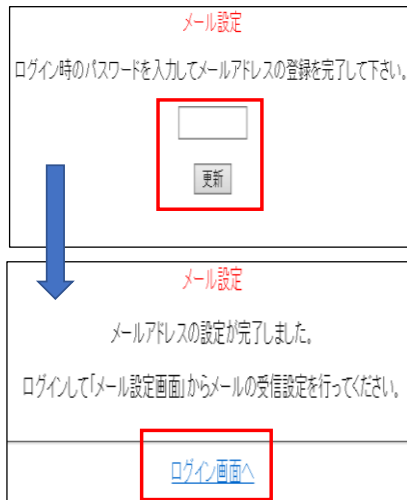 メール設定
ログイン時のパスワードを入力してメールアドレスの登録を完了して下さい。
更新
メール設定
メールアドレスの設定が完了しました。
ログインして「メール設定画面」からメールの受信設定を行ってください。
ログイン画面へ